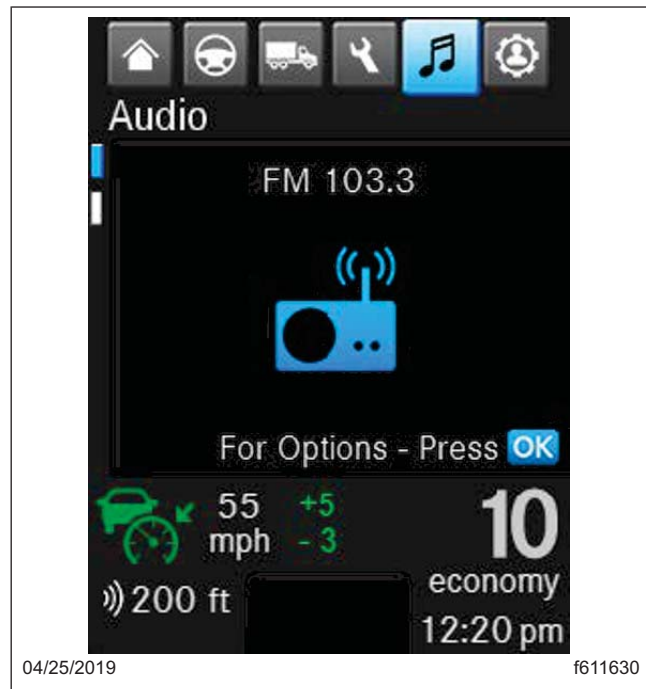 Audio
FM 103.3
For Options - Press OK
55 +5
mph - 3
10
economy
200 ft
12:20 pm
04/25/2019 f611630